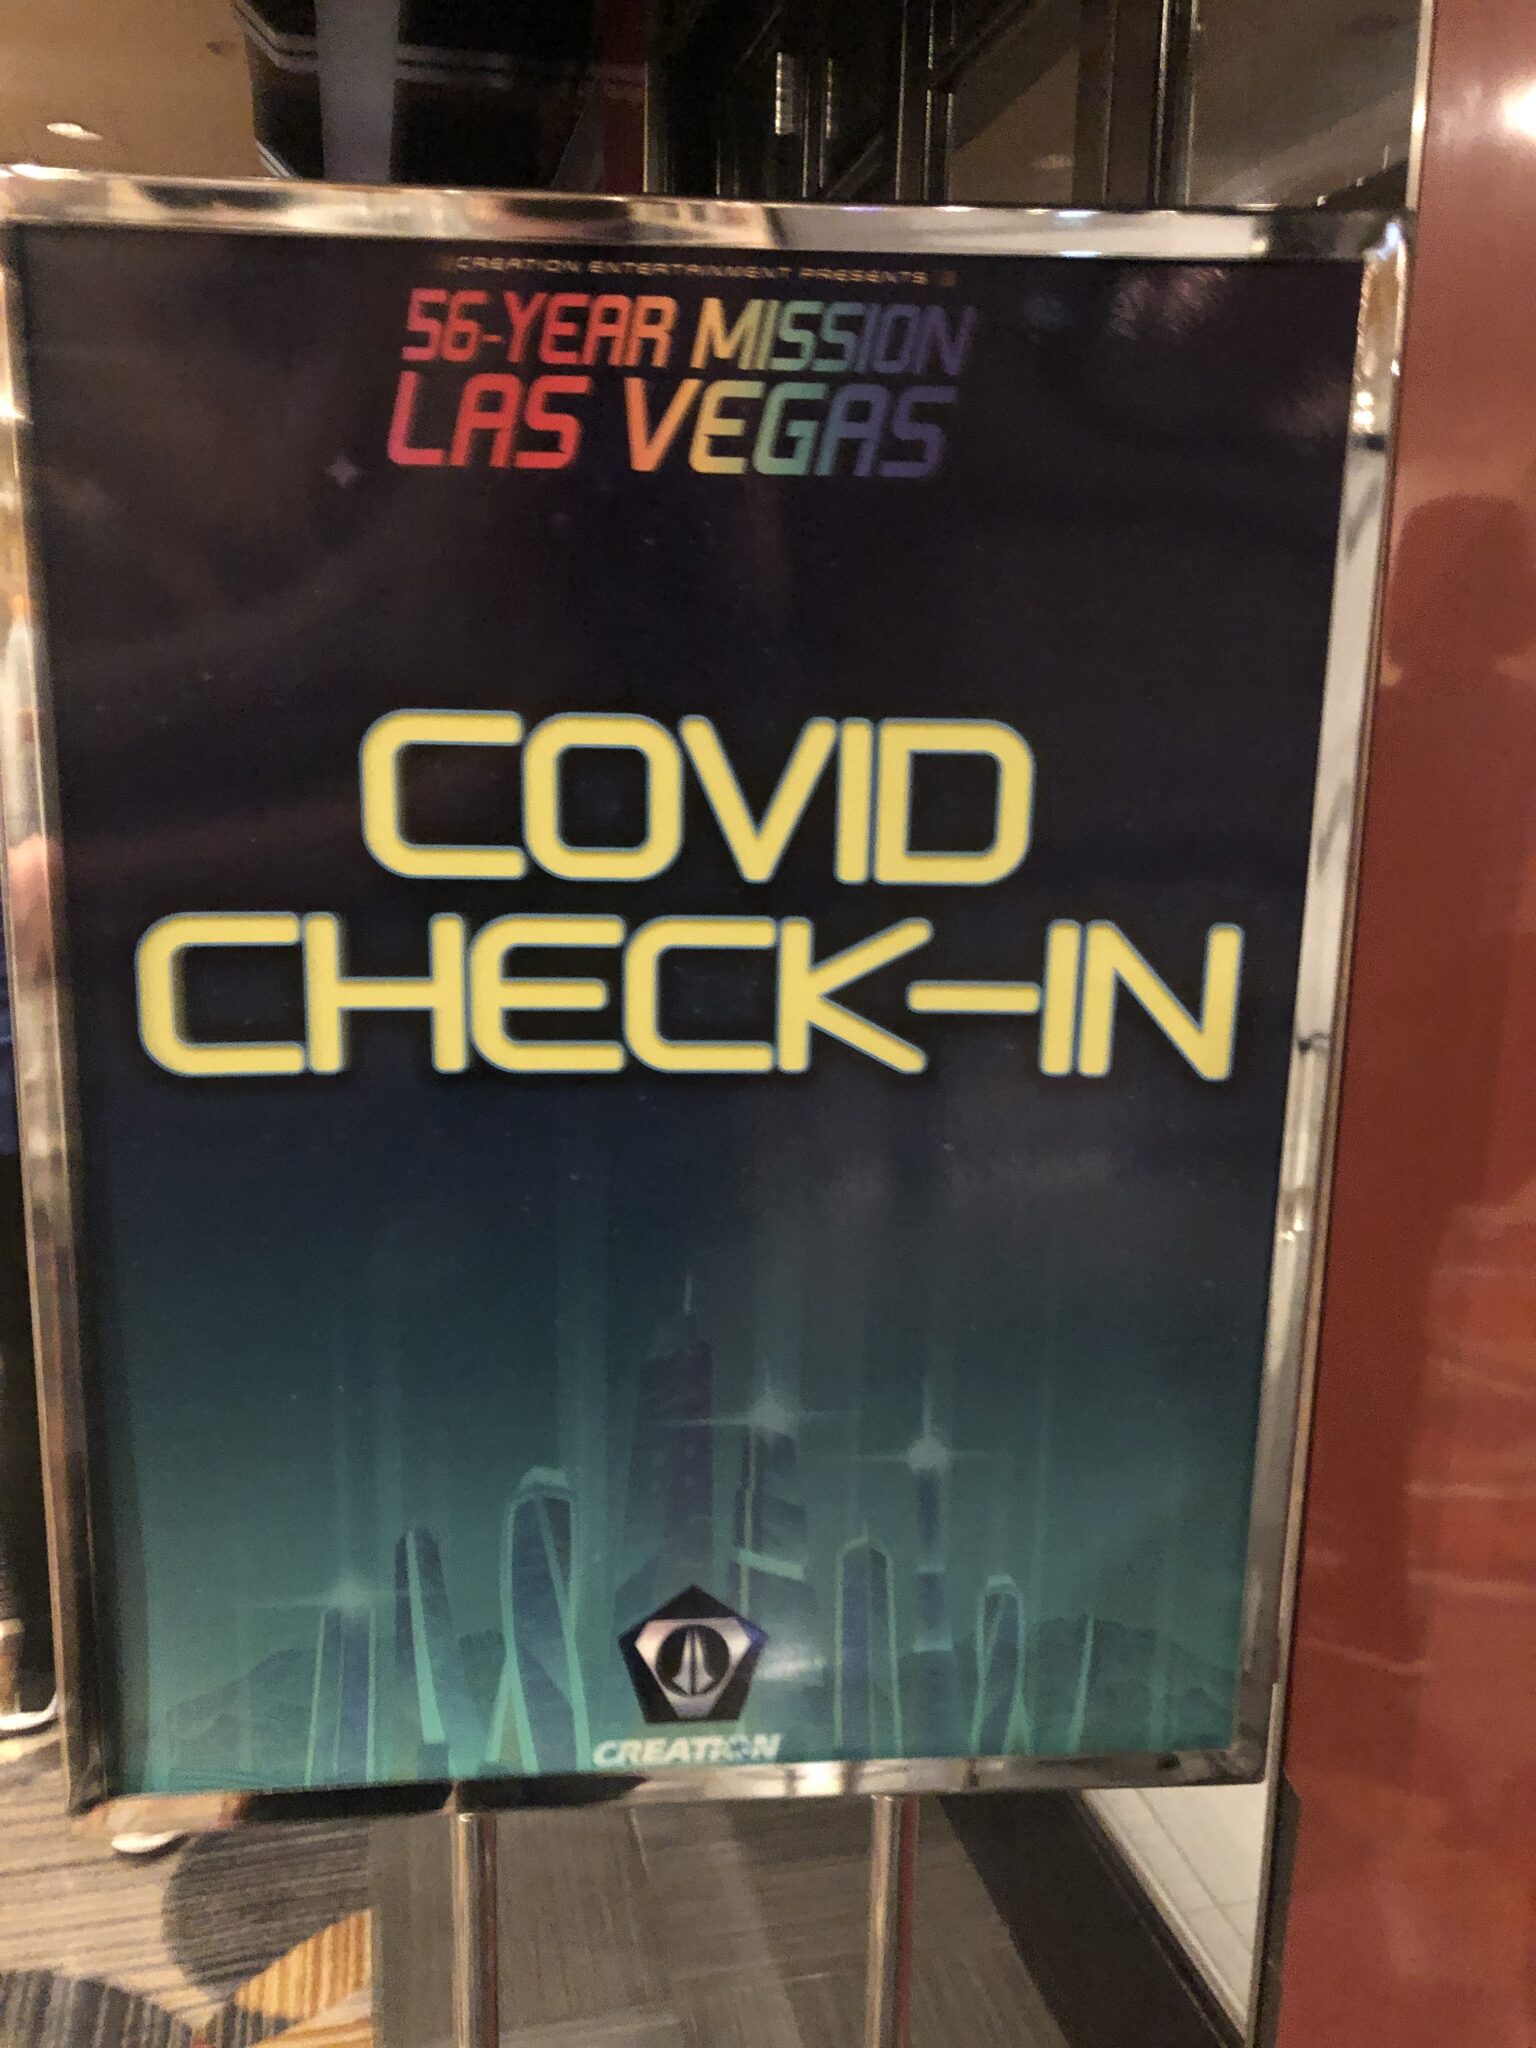 CREATION ENTERTAINMENT PRESENTS
56-YEAR MISSION
LAS VEGAS
COVID
CHECK-IN
CREATION